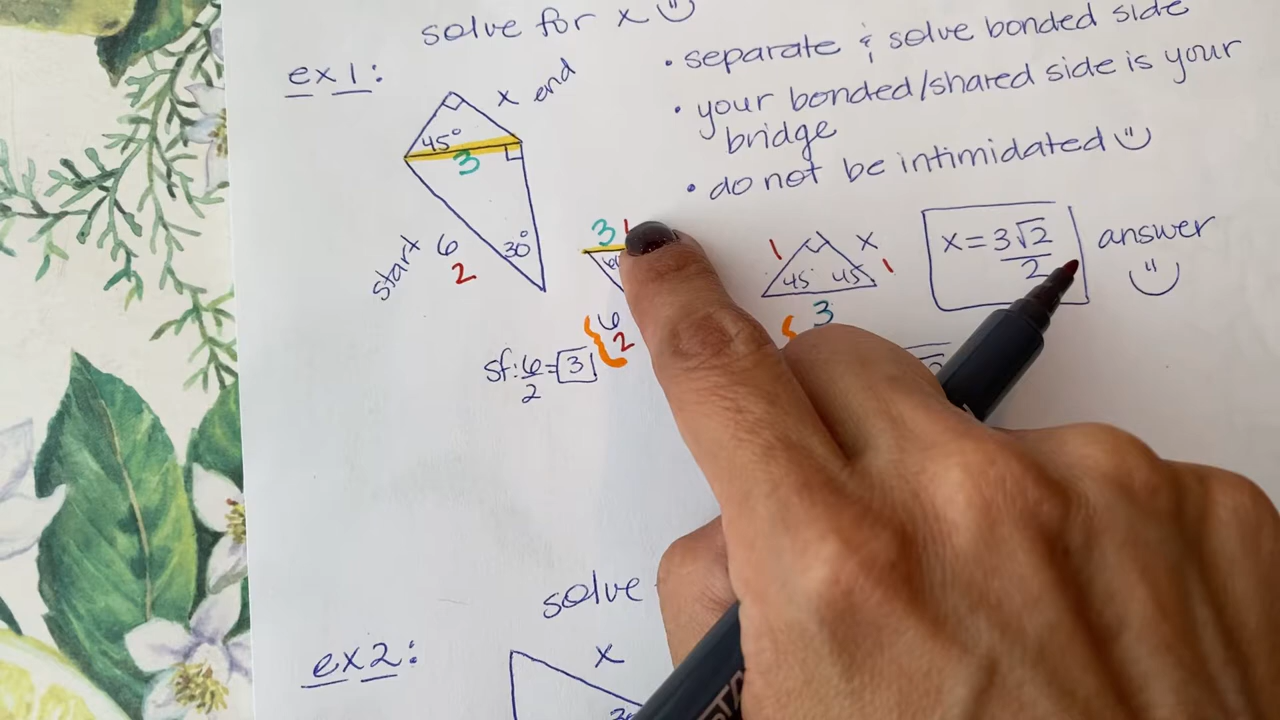 solve for x
ex1:
• separate & solve bonded side
• your bonded/shared side is your
bridge
• do not be intimidated
x end
45°
3
start 6
2
30°
3 1
6
2
sf: 6/2 = 3
1 x
45° 45° 1
3
x = 3√2/2
answer
solve
ex2:
x